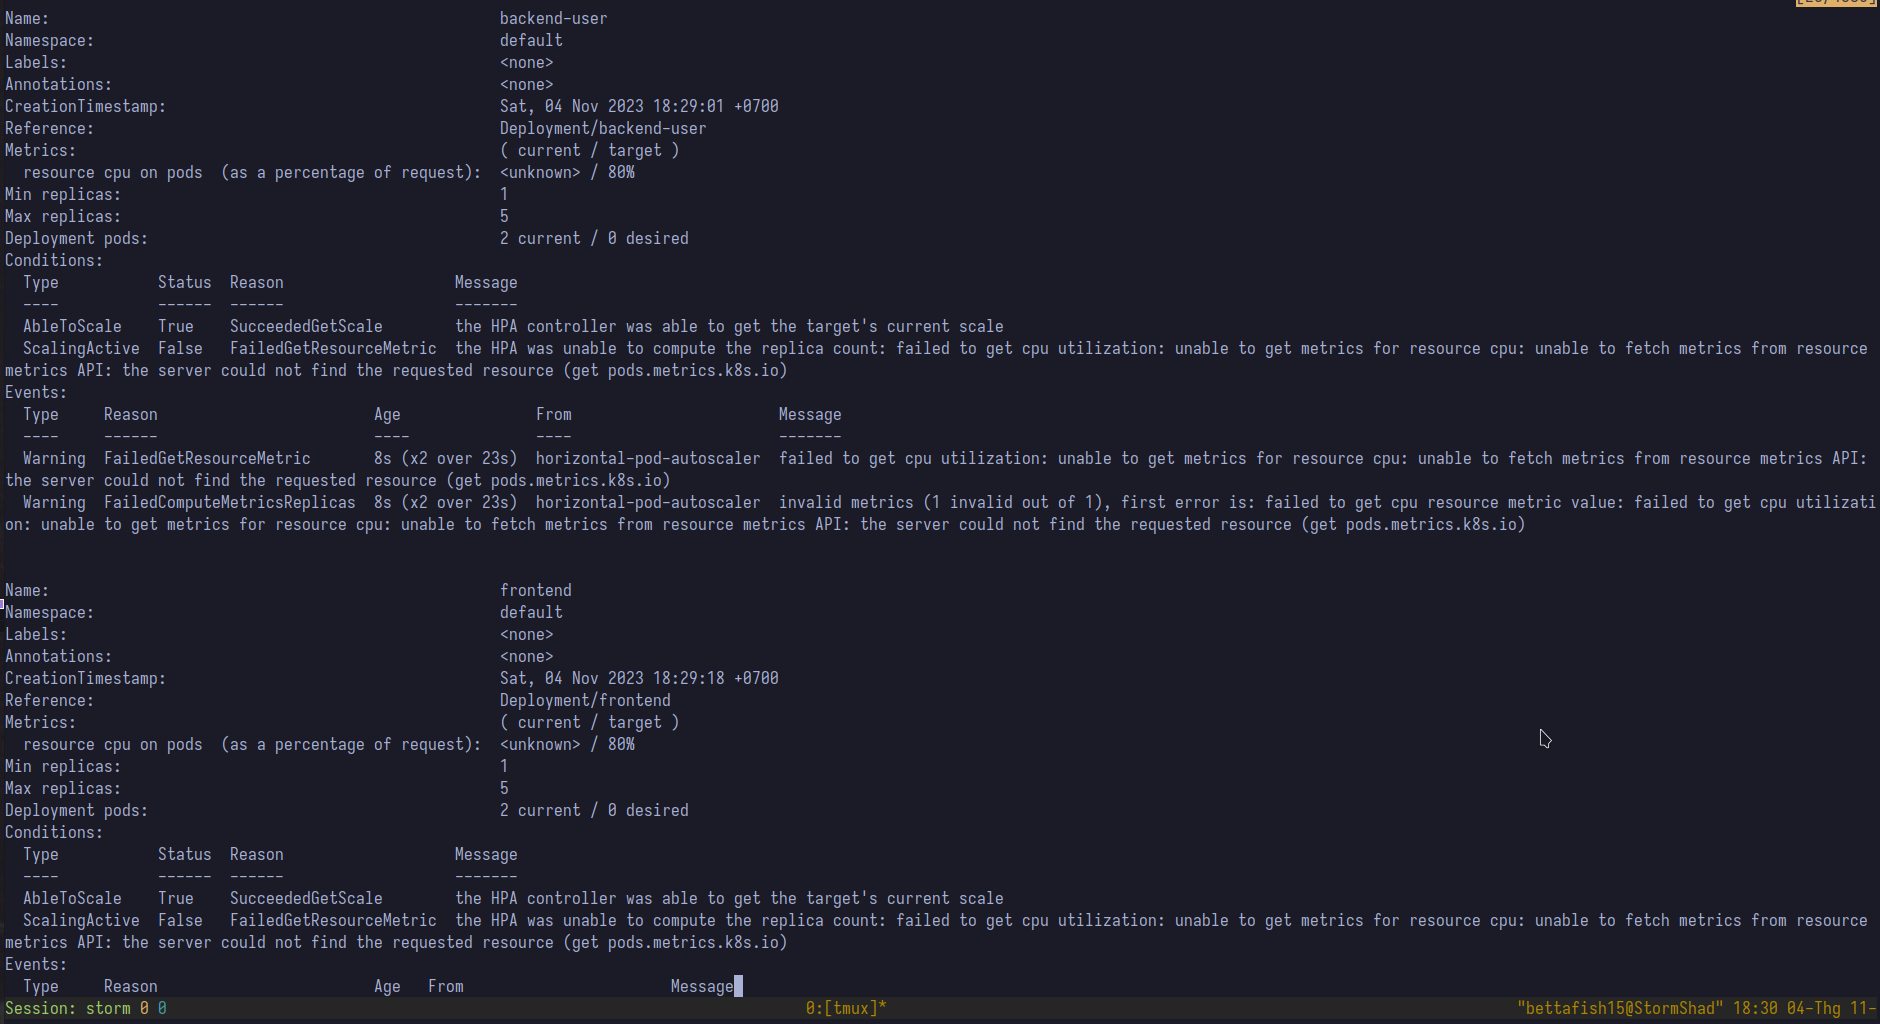 Name: backend-user
Namespace: default
Labels: <none>
Annotations: <none>
CreationTimestamp: Sat, 04 Nov 2023 18:29:01 +0700
Reference: Deployment/backend-user
Metrics: ( current / target )
resource cpu on pods (as a percentage of request): <unknown> / 80%
Min replicas: 1
Max replicas: 5
Deployment pods: 2 current / 0 desired
Conditions:
Type Status Reason Message
---- ------ ------ -------
AbleToScale True SucceededGetScale the HPA controller was able to get the target's current scale
ScalingActive False FailedGetResourceMetric the HPA was unable to compute the replica count: failed to get cpu utilization: unable to get metrics for resource cpu: unable to fetch metrics from resource
metrics API: the server could not find the requested resource (get pods.metrics.k8s.io)
Events:
Type Reason Age From Message
---- ------ ---- ---- -------
Warning FailedGetResourceMetric 8s (x2 over 23s) horizontal-pod-autoscaler failed to get cpu utilization: unable to get metrics for resource cpu: unable to fetch metrics from resource metrics API:
the server could not find the requested resource (get pods.metrics.k8s.io)
Warning FailedComputeMetricsReplicas 8s (x2 over 23s) horizontal-pod-autoscaler invalid metrics (1 invalid out of 1), first error is: failed to get cpu resource metric value: failed to get cpu utilizati
on: unable to get metrics for resource cpu: unable to fetch metrics from resource metrics API: the server could not find the requested resource (get pods.metrics.k8s.io)
Name: frontend
Namespace: default
Labels: <none>
Annotations: <none>
CreationTimestamp: Sat, 04 Nov 2023 18:29:18 +0700
Reference: Deployment/frontend
Metrics: ( current / target )
resource cpu on pods (as a percentage of request): <unknown> / 80%
Min replicas: 1
Max replicas: 5
Deployment pods: 2 current / 0 desired
Conditions:
Type Status Reason Message
---- ------ ------ -------
AbleToScale True SucceededGetScale the HPA controller was able to get the target's current scale
ScalingActive False FailedGetResourceMetric the HPA was unable to compute the replica count: failed to get cpu utilization: unable to get metrics for resource cpu: unable to fetch metrics from resource
metrics API: the server could not find the requested resource (get pods.metrics.k8s.io)
Events:
Type Reason Age From Message
Session: storm 0 0 0:[tmux]* "bettafish15@StormShad" 18:30 04-Thg 11-